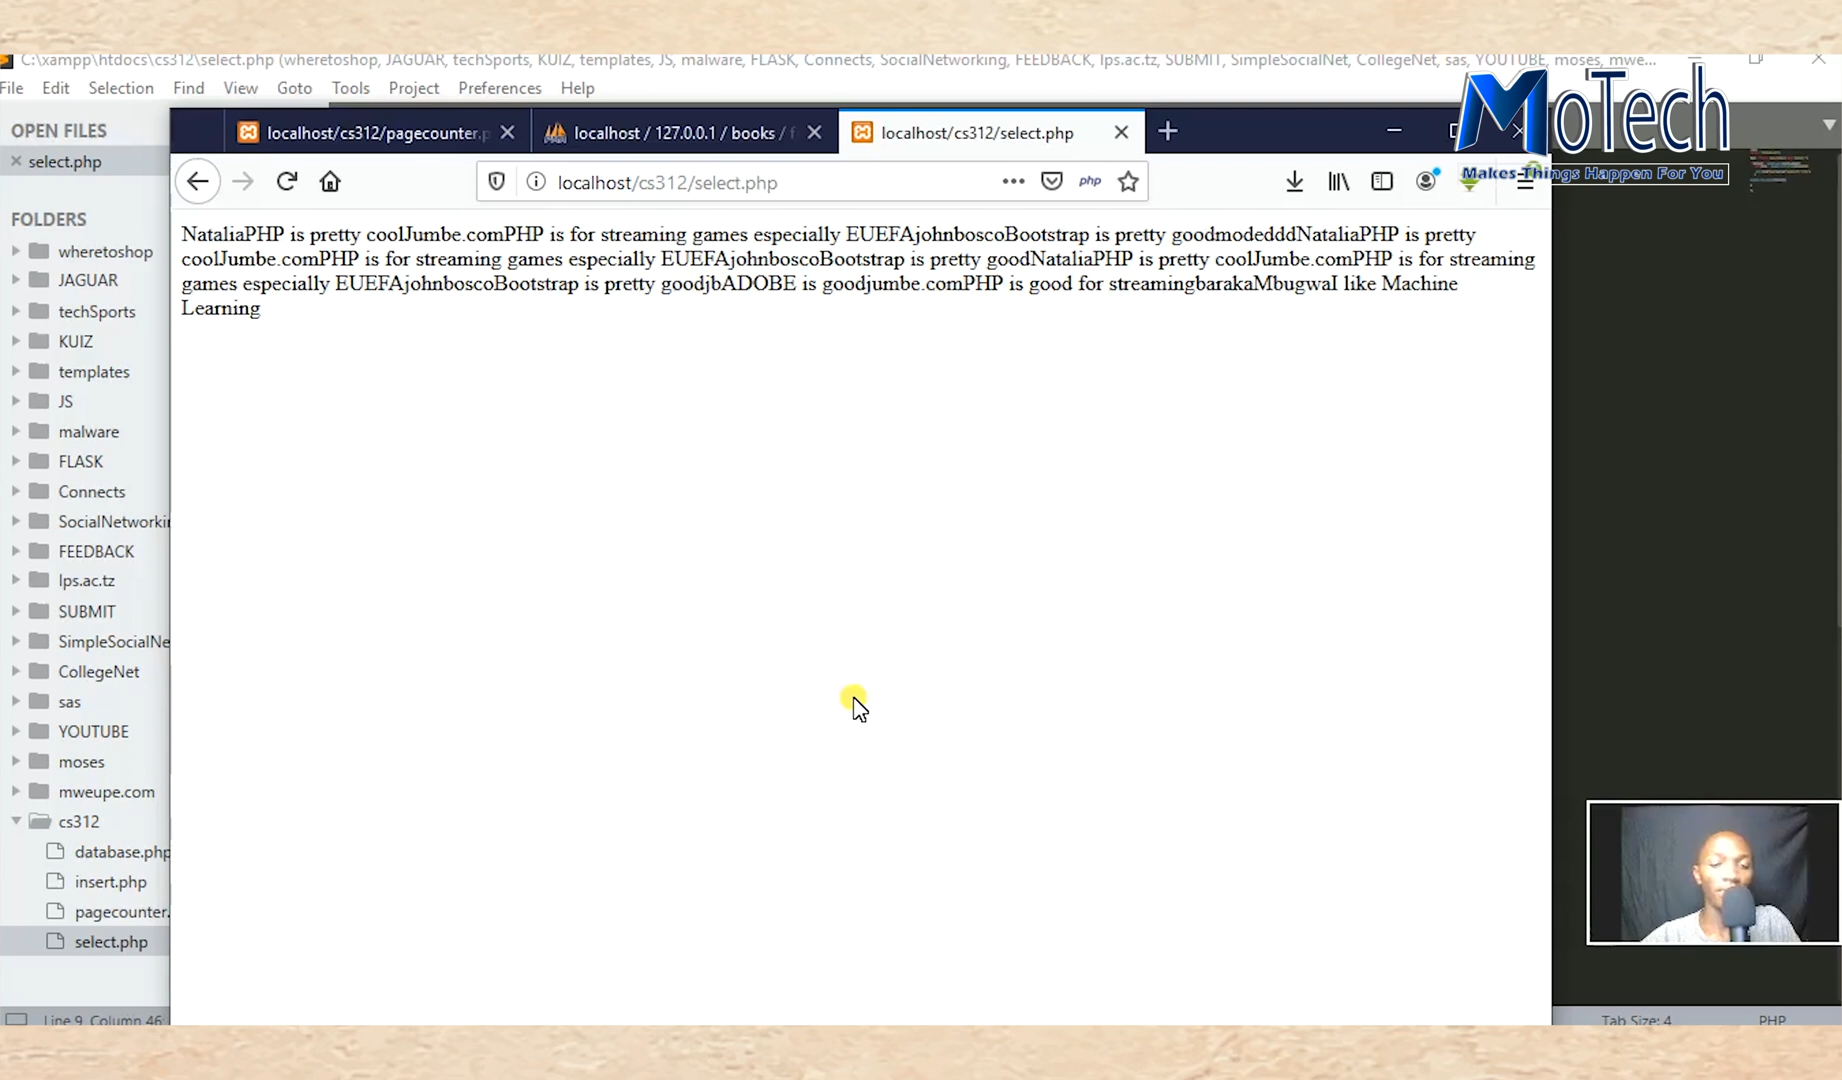 C:\xampp\htdocs\cs312\select.php (wheretoshop, JAGUAR, techSports, KUIZ, templates, JS, malware, FLASK, Connects, SocialNetworking, FEEDBACK, lps.ac.tz, SUBMIT, SimpleSocialNet, CollegeNet, sas, YOUTUBE, moses, mwe...
File Edit Selection Find View Goto Tools Project Preferences Help
MoTech
Makes Things Happen For You
OPEN FILES
select.php
FOLDERS
wheretoshop
JAGUAR
techSports
KUIZ
templates
JS
malware
FLASK
Connects
SocialNetworki
FEEDBACK
lps.ac.tz
SUBMIT
SimpleSocialNe
CollegeNet
sas
YOUTUBE
moses
mweupe.com
cs312
database.php
insert.php
pagecounter.
select.php
localhost/cs312/pagecounter.p
localhost / 127.0.0.1 / books / f
localhost/cs312/select.php
localhost/cs312/select.php
php
NataliaPHP is pretty coolJumbe.comPHP is for streaming games especially EUEFAjohnboscoBootstrap is pretty goodmodedddNataliaPHP is pretty
coolJumbe.comPHP is for streaming games especially EUEFAjohnboscoBootstrap is pretty goodNataliaPHP is pretty coolJumbe.comPHP is for streaming
games especially EUEFAjohnboscoBootstrap is pretty goodjbADOBE is goodjumbe.comPHP is good for streamingbarakaMbugwaI like Machine
Learning
Line 9, Column 46;
Tab Size: 4
PHP